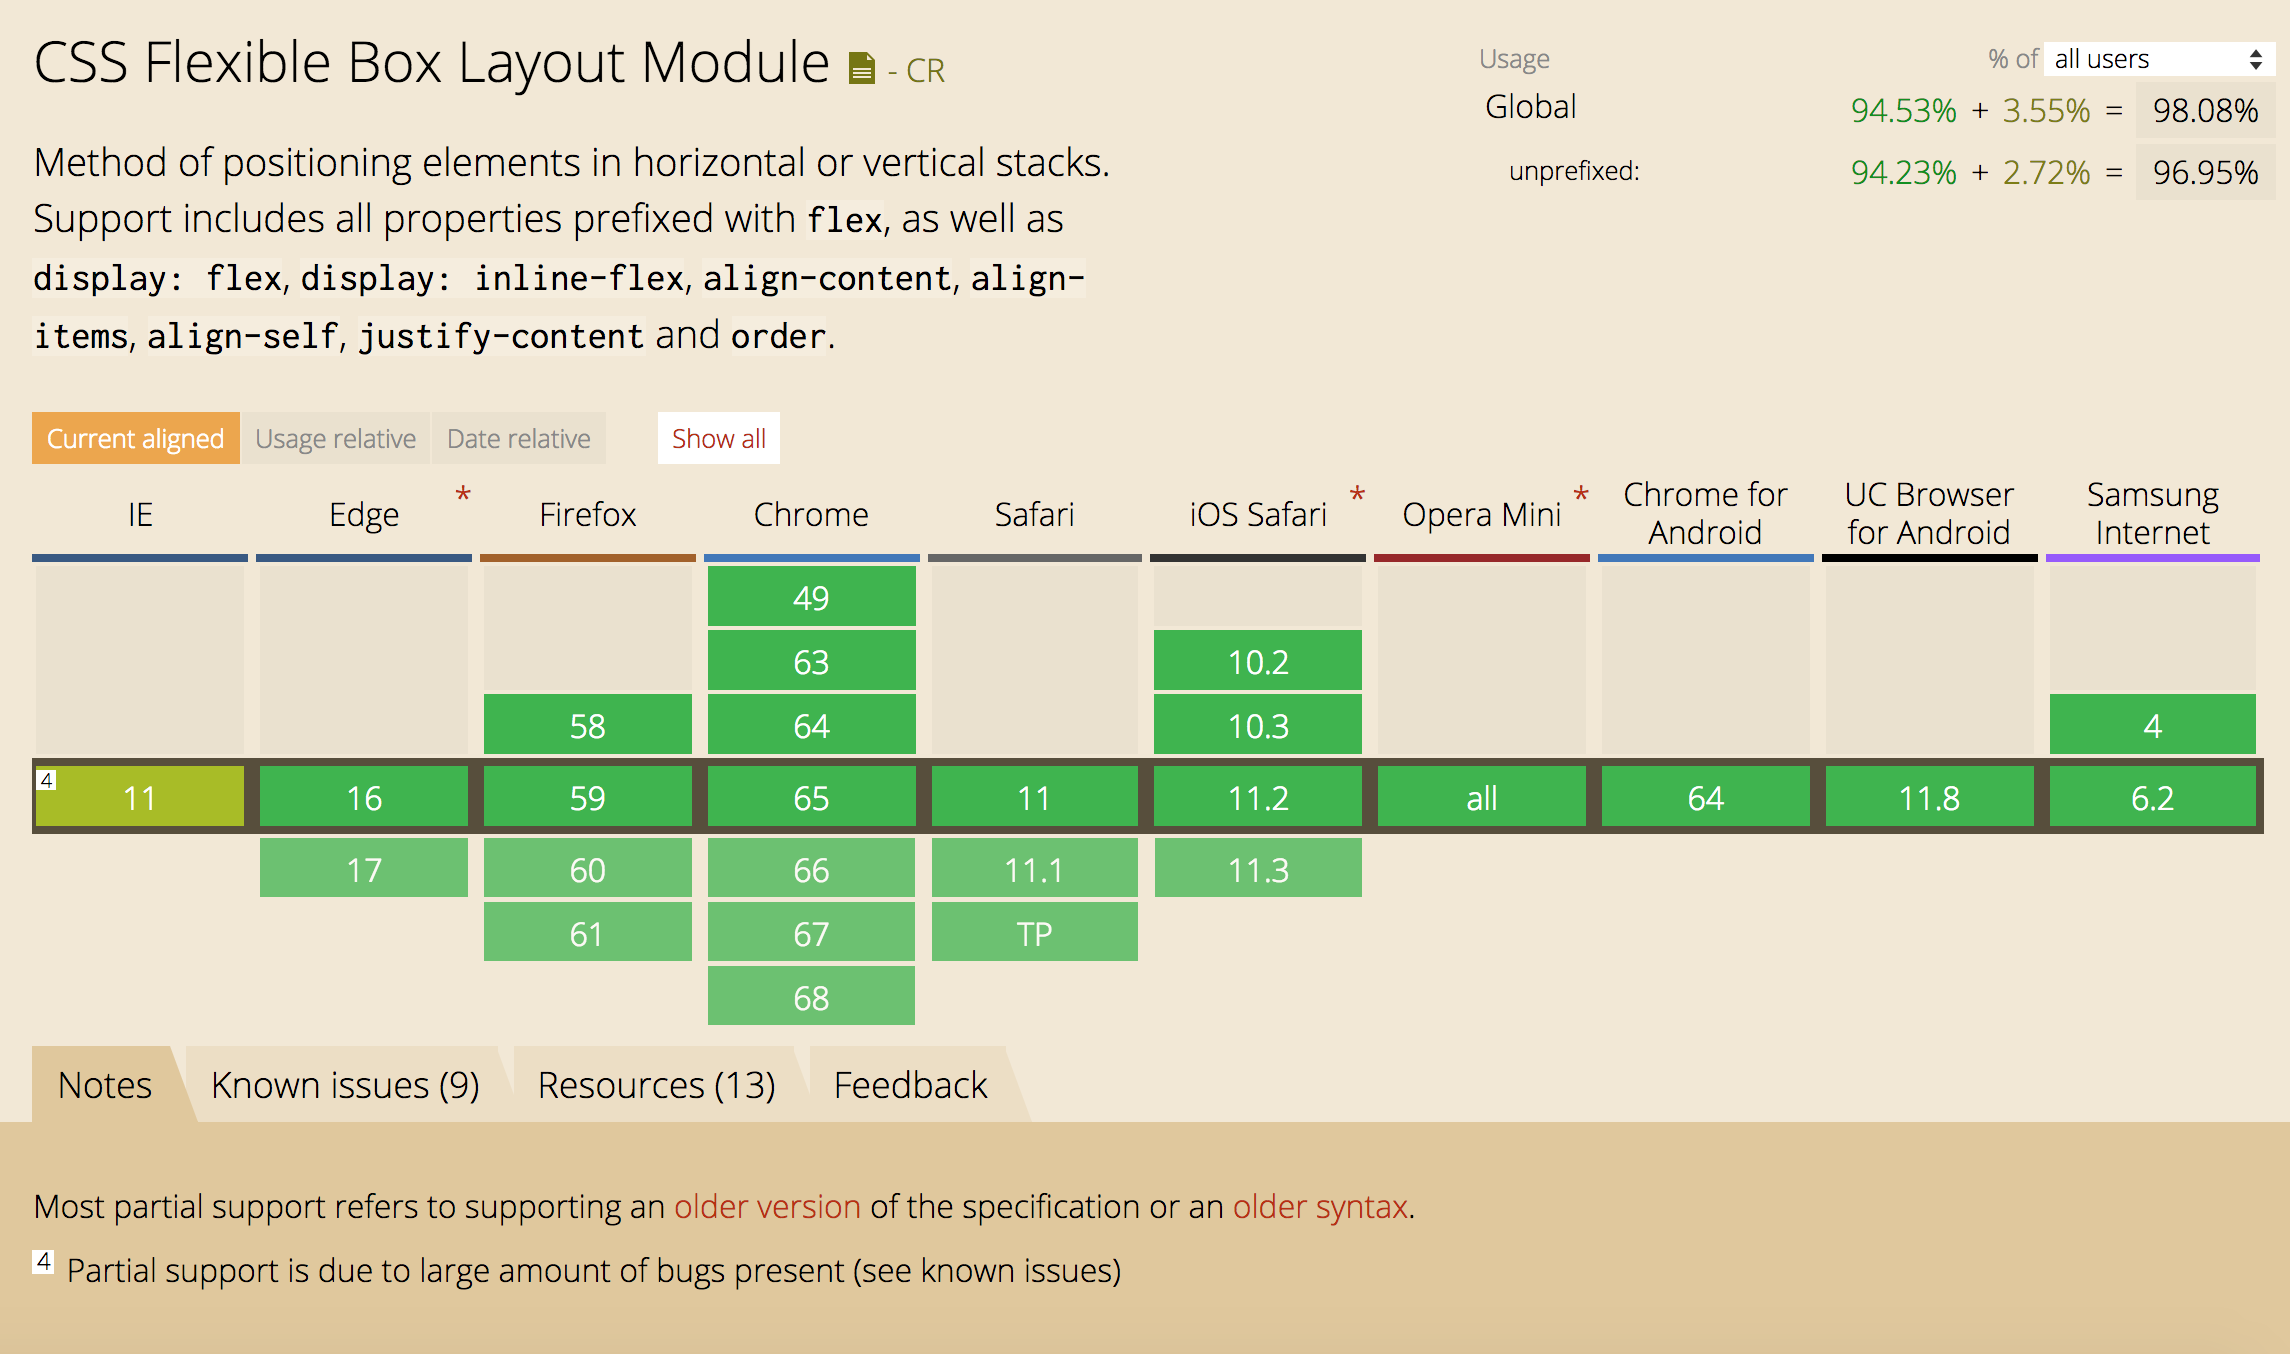 CSS Flexible Box Layout Module - CR
Usage % of all users
Global 94.53% + 3.55% = 98.08%
unprefixed: 94.23% + 2.72% = 96.95%
Method of positioning elements in horizontal or vertical stacks.
Support includes all properties prefixed with flex, as well as
display: flex, display: inline-flex, align-content, align-
items, align-self, justify-content and order.
Current aligned Usage relative Date relative Show all
IE Edge * Firefox Chrome Safari iOS Safari * Opera Mini * Chrome for Android UC Browser for Android Samsung Internet
49
63 10.2
58 64 10.3 4
4 11 16 59 65 11 11.2 all 64 11.8 6.2
17 60 66 11.1 11.3
61 67 TP
68
Notes Known issues (9) Resources (13) Feedback
Most partial support refers to supporting an older version of the specification or an older syntax.
4 Partial support is due to large amount of bugs present (see known issues)